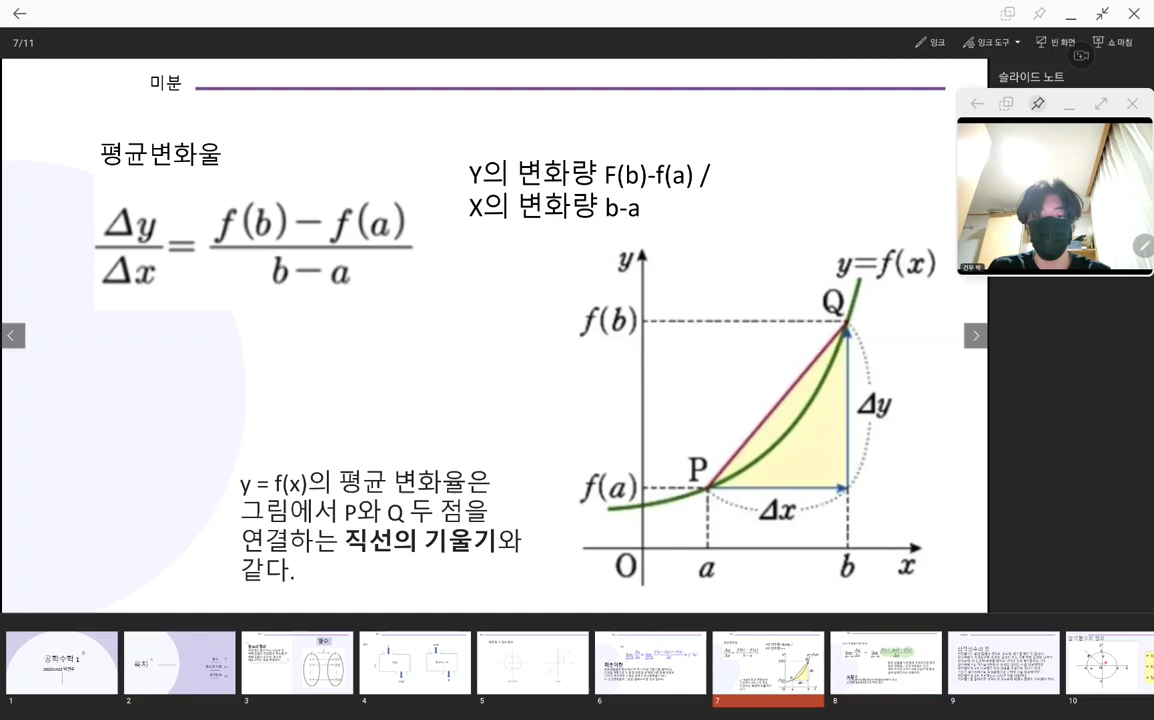 7/11
잉크
잉크 도구
빈 화면
쇼 마침
슬라이드 노트
미분
평균변화울
Δy/Δx = f(b)−f(a)/b−a
Y의 변화량 F(b)-f(a) /
X의 변화량 b-a
y
y=f(x)
Q
f(b)
Δy
P
f(a)
Δx
O
a
b
x
y = f(x)의 평균 변화율은
그림에서 P와 Q 두 점을
연결하는 직선의 기울기와
같다.
공학수학 1
목차
함수
1
2
3
4
5
6
7
8
9
10